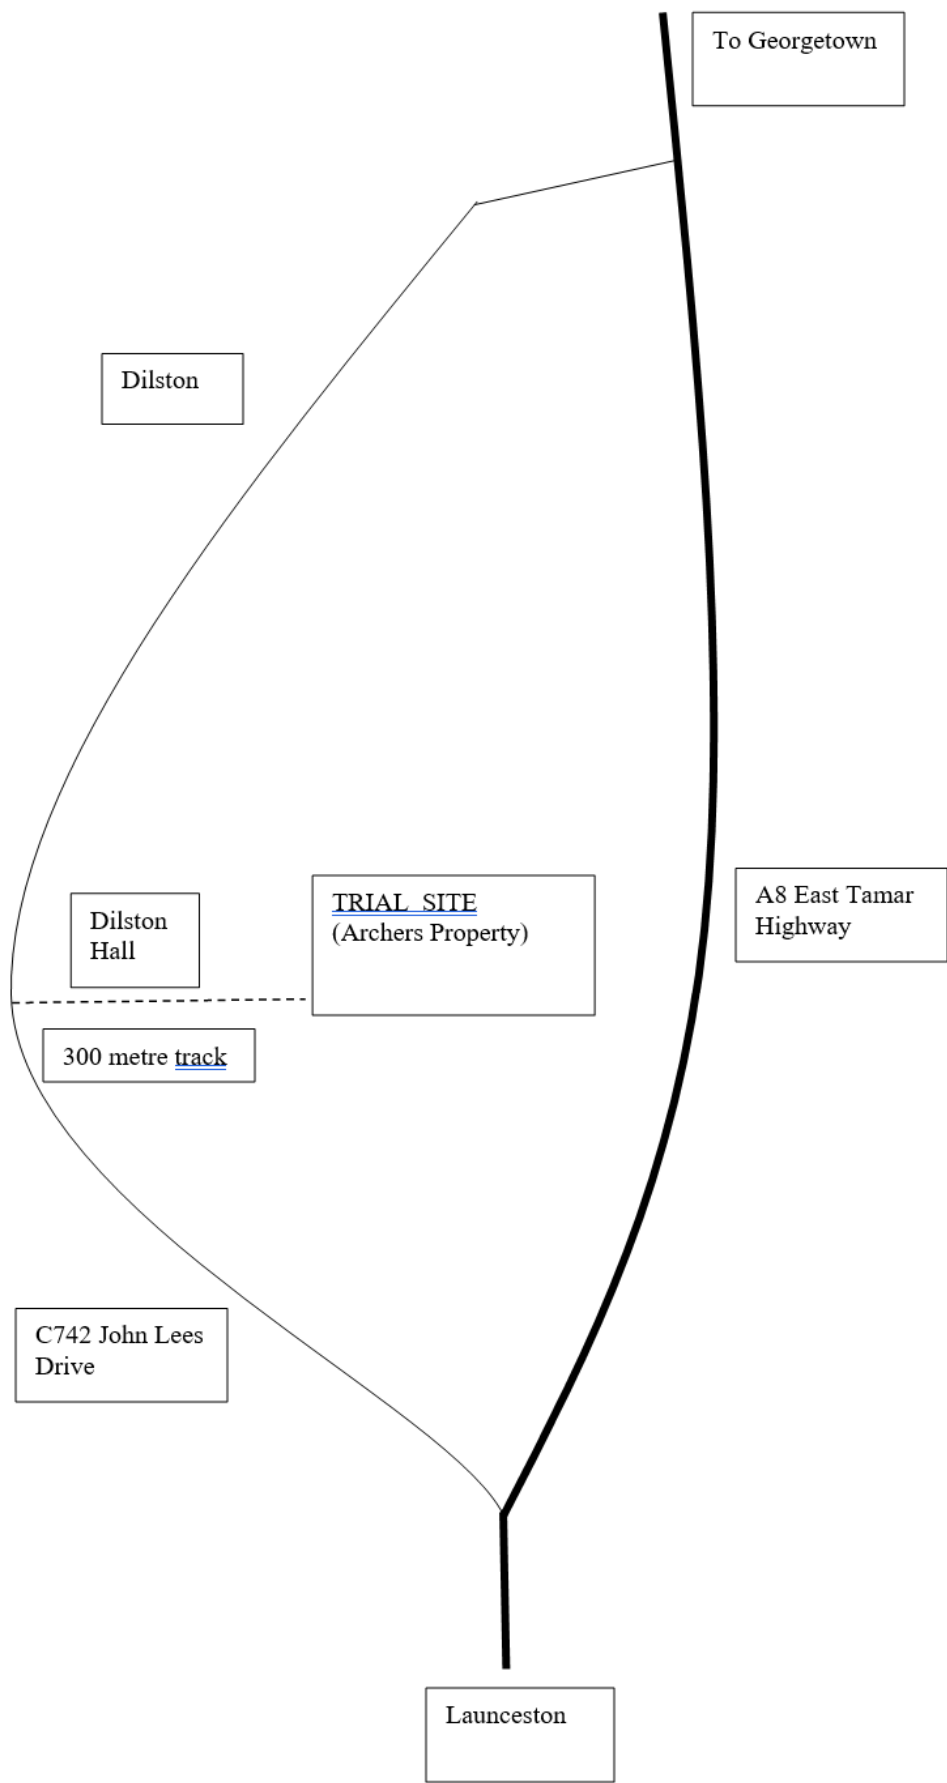 To Georgetown
Dilston
TRIAL SITE
(Archers Property)
A8 East Tamar
Highway
Dilston
Hall
300 metre track
C742 John Lees
Drive
Launceston